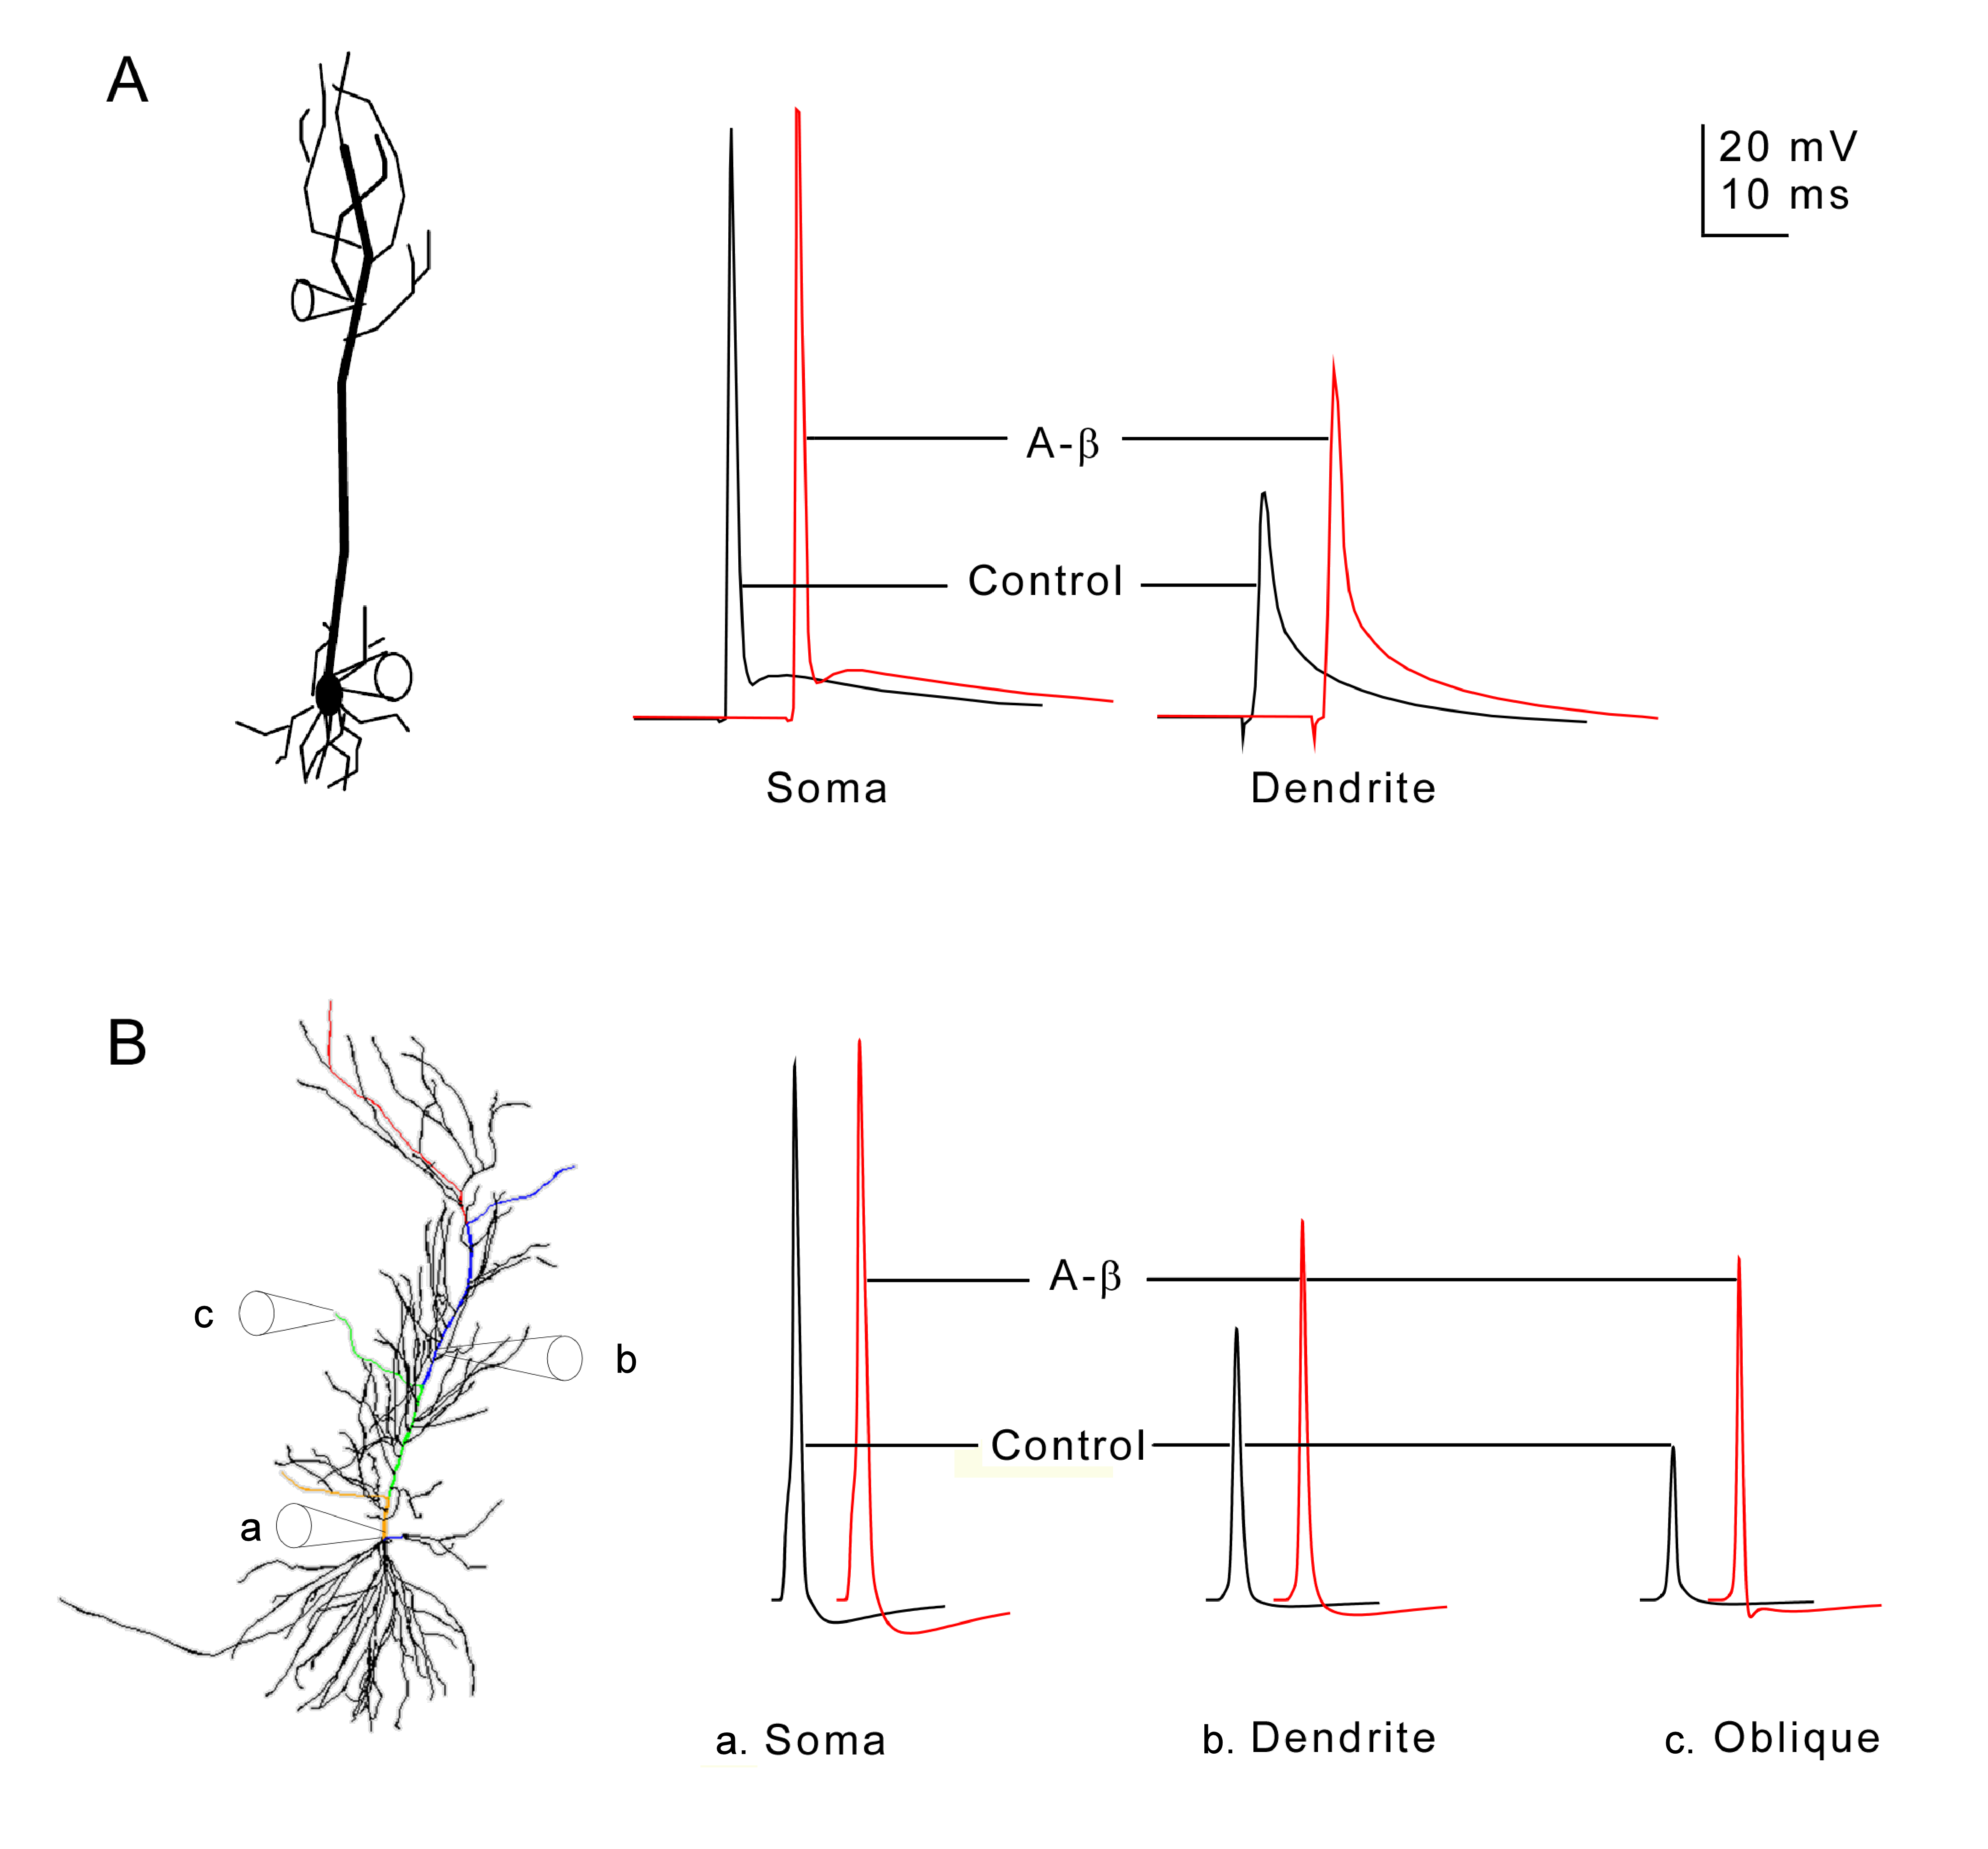 A
20 mV
10 ms
A-β
Control
Soma
Dendrite
B
c
b
a
A-β
Control
a. Soma
b. Dendrite
c. Oblique